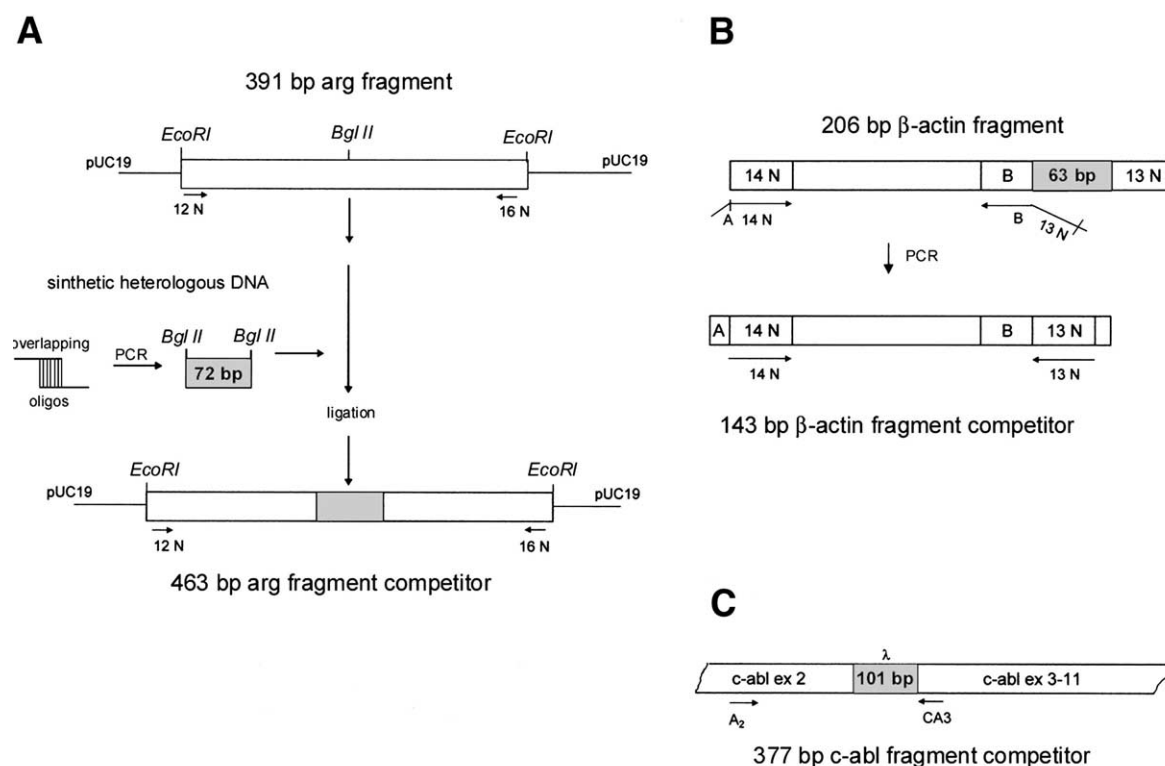 A
391 bp arg fragment
EcoRI
Bgl II
EcoRI
pUC19
pUC19
12 N
16 N
sinthetic heterologous DNA
overlapping
oligos
PCR
Bgl II
Bgl II
72 bp
ligation
EcoRI
EcoRI
pUC19
pUC19
12 N
16 N
463 bp arg fragment competitor
B
206 bp β-actin fragment
14 N
B
63 bp
13 N
A
14 N
B
13 N
PCR
A
14 N
B
13 N
14 N
13 N
143 bp β-actin fragment competitor
C
λ
c-abl ex 2
101 bp
c-abl ex 3-11
A2
CA3
377 bp c-abl fragment competitor